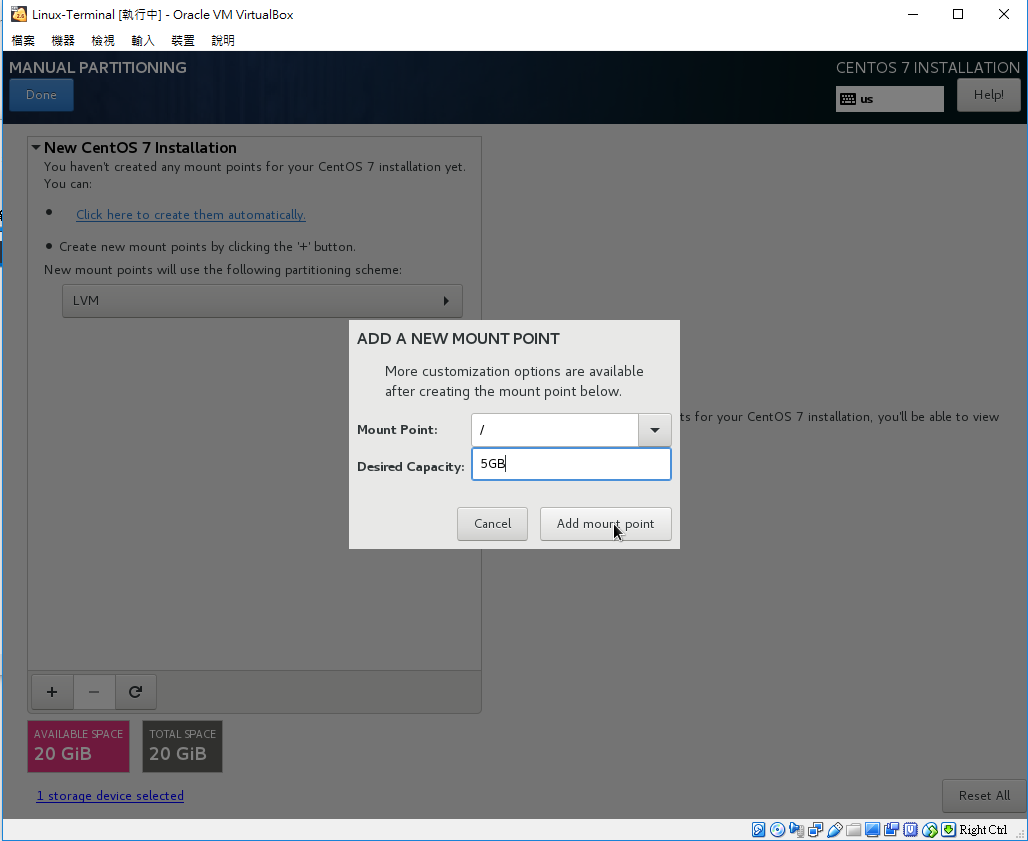 Linux-Terminal [執行中] - Oracle VM VirtualBox
檔案 機器 檢視 輸入 裝置 說明
MANUAL PARTITIONING
CENTOS 7 INSTALLATION
Done
us
Help!
New CentOS 7 Installation
You haven't created any mount points for your CentOS 7 installation yet.
You can:
• Click here to create them automatically.
• Create new mount points by clicking the '+' button.
New mount points will use the following partitioning scheme:
LVM
ADD A NEW MOUNT POINT
More customization options are available
after creating the mount point below.
Mount Point: /
Desired Capacity: 5GB
Cancel
Add mount point
ts for your CentOS 7 installation, you'll be able to view
+ −
AVAILABLE SPACE
20 GiB
TOTAL SPACE
20 GiB
1 storage device selected
Reset All
Right Ctrl